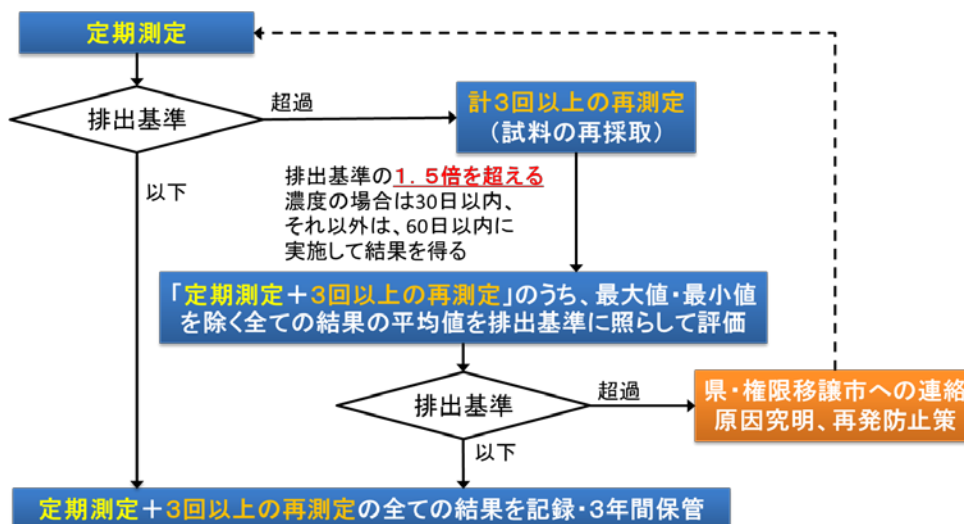 定期測定
排出基準
超過
計3回以上の再測定
(試料の再採取)
以下
排出基準の1.5倍を超える
濃度の場合は30日以内、
それ以外は、60日以内に
実施して結果を得る
「定期測定+3回以上の再測定」のうち、最大値・最小値
を除く全ての結果の平均値を排出基準に照らして評価
排出基準
超過
県・権限移譲市への連絡
原因究明、再発防止策
以下
定期測定+3回以上の再測定の全ての結果を記録・3年間保管